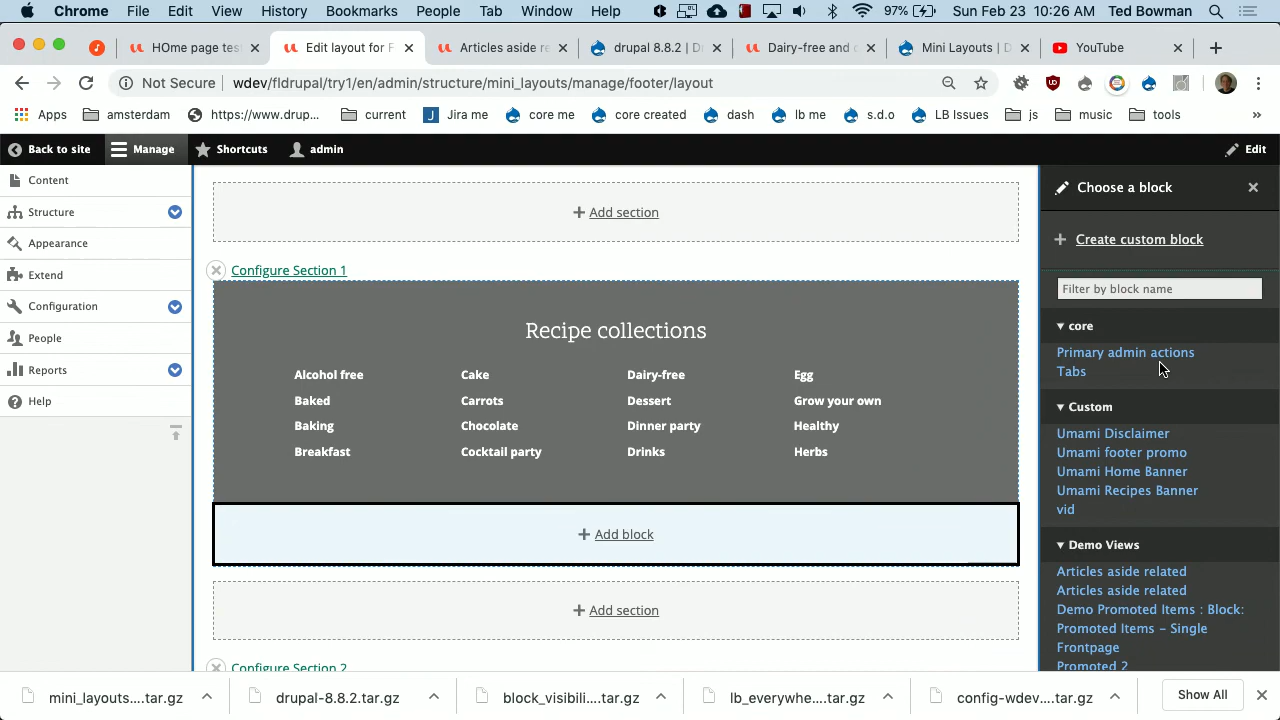 Chrome File Edit View History Bookmarks People Tab Window Help 97% Sun Feb 23 10:26 AM Ted Bowman
HOme page tes
Edit layout for F
Articles aside re
drupal 8.8.2 | D
Dairy-free and
Mini Layouts | D
YouTube
Not Secure wdev/fldrupal/try1/en/admin/structure/mini_layouts/manage/footer/layout
Apps amsterdam https://www.drup... current Jira me core me core created dash lb me s.d.o LB Issues js music tools »
Back to site Manage Shortcuts admin Edit
Content
Structure
Appearance
Extend
Configuration
People
Reports
Help
+ Add section
Configure Section 1
Recipe collections
Alcohol free Cake Dairy-free Egg
Baked Carrots Dessert Grow your own
Baking Chocolate Dinner party Healthy
Breakfast Cocktail party Drinks Herbs
+ Add block
+ Add section
Configure Section 2
Choose a block
+ Create custom block
Filter by block name
core
Primary admin actions
Tabs
Custom
Umami Disclaimer
Umami footer promo
Umami Home Banner
Umami Recipes Banner
vid
Demo Views
Articles aside related
Articles aside related
Demo Promoted Items : Block:
Promoted Items - Single
Frontpage
Promoted 2
mini_layouts....tar.gz drupal-8.8.2.tar.gz block_visibili....tar.gz lb_everywhe....tar.gz config-wdev....tar.gz Show All